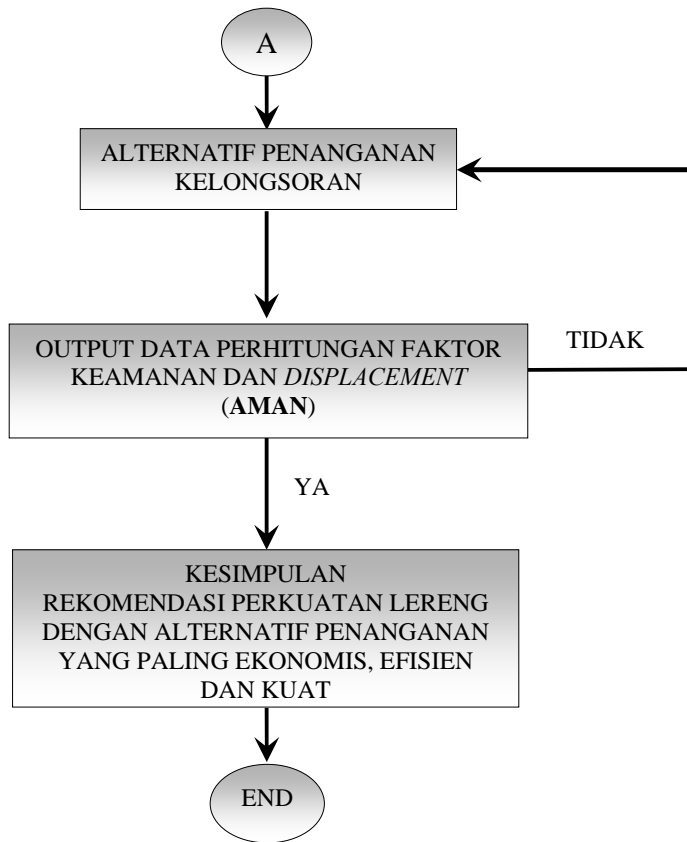 A
ALTERNATIF PENANGANAN
KELONGSORAN
OUTPUT DATA PERHITUNGAN FAKTOR
KEAMANAN DAN DISPLACEMENT
(AMAN)
TIDAK
YA
KESIMPULAN
REKOMENDASI PERKUATAN LERENG
DENGAN ALTERNATIF PENANGANAN
YANG PALING EKONOMIS, EFISIEN
DAN KUAT
END